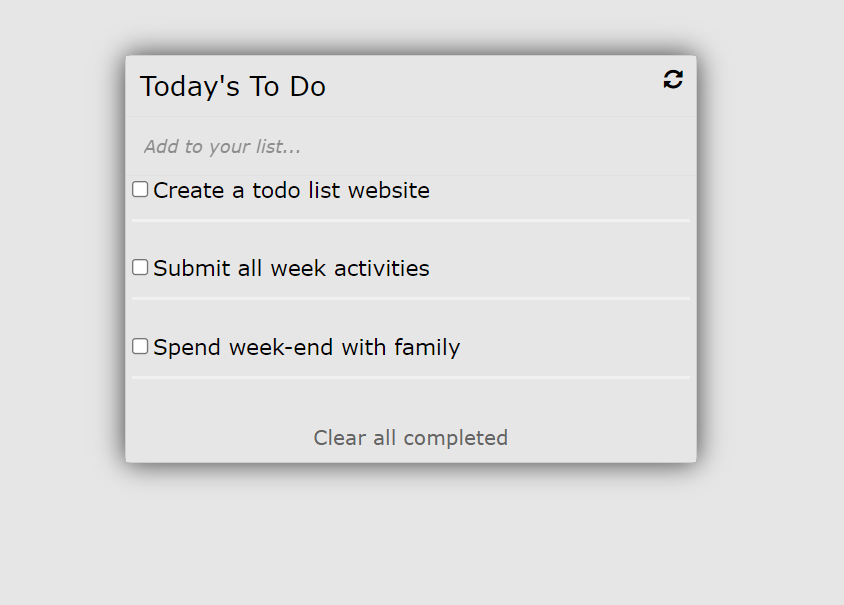 Today's To Do
Add to your list...
Create a todo list website
Submit all week activities
Spend week-end with family
Clear all completed